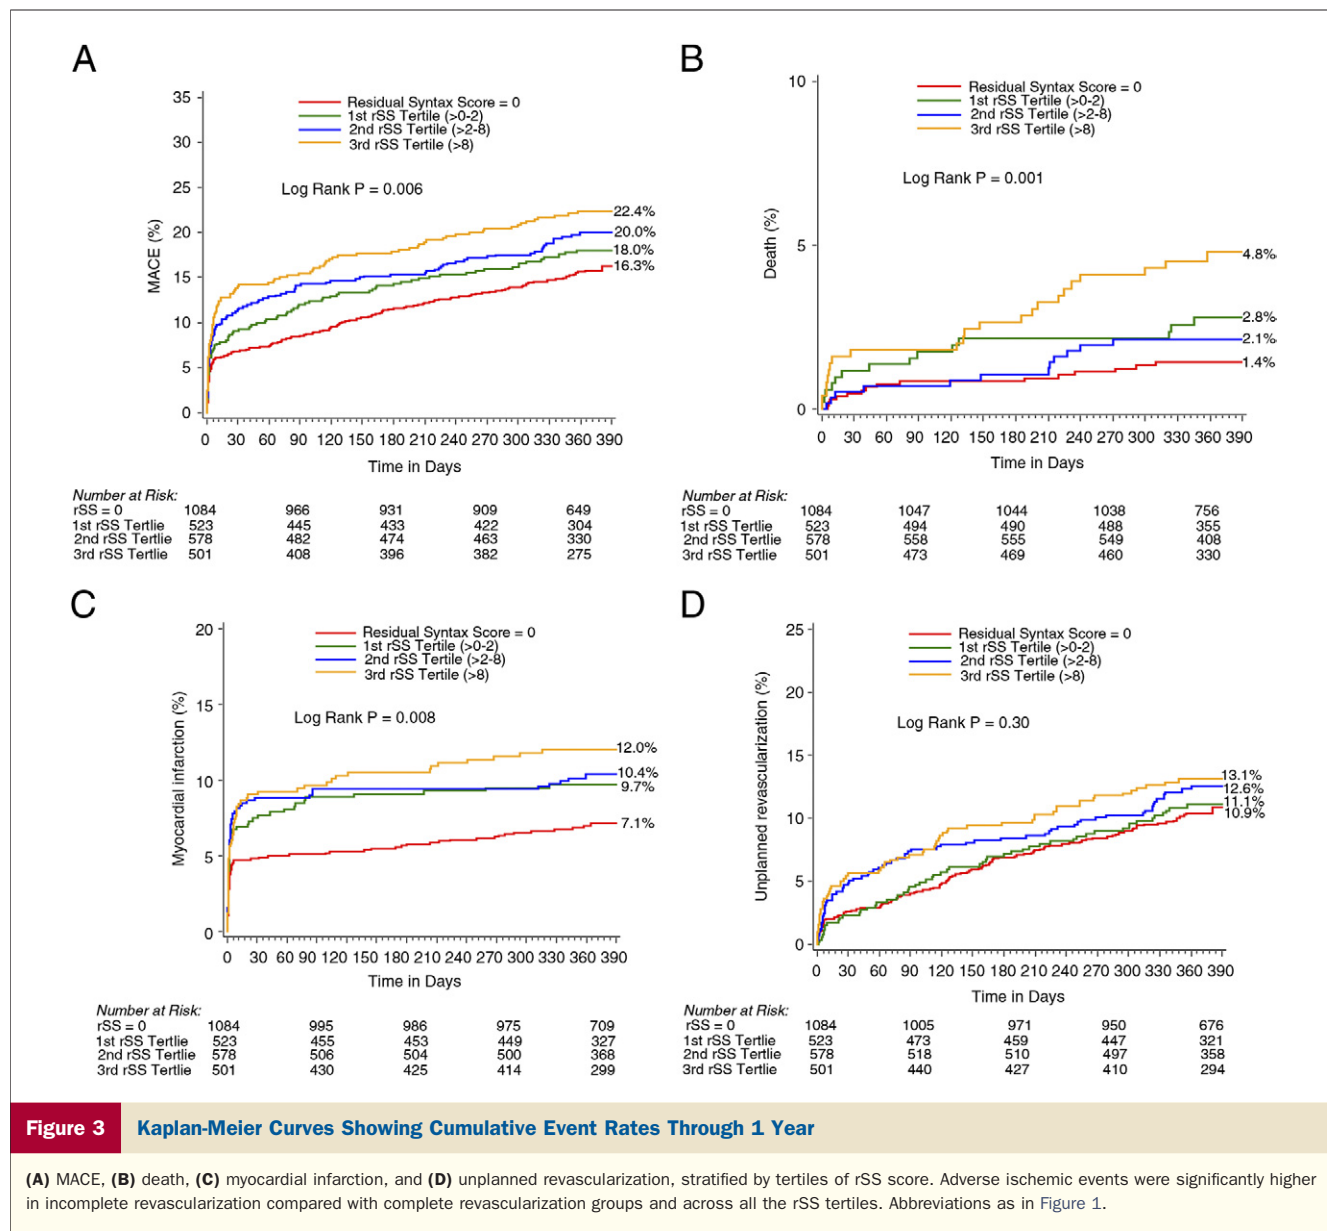 A
35
30
25
20
15
10
5
0
MACE (%)
Residual Syntax Score = 0
1st rSS Tertile (>0-2)
2nd rSS Tertile (>2-8)
3rd rSS Tertile (>8)
Log Rank P = 0.006
22.4%
20.0%
18.0%
16.3%
0 30 60 90 120 150 180 210 240 270 300 330 360 390
Time in Days
Number at Risk:
rSS = 0 1084 966 931 909 649
1st rSS Tertlie 523 445 433 422 304
2nd rSS Tertlie 578 482 474 463 330
3rd rSS Tertlie 501 408 396 382 275
B
10
5
0
Death (%)
Residual Syntax Score = 0
1st rSS Tertile (>0-2)
2nd rSS Tertile (>2-8)
3rd rSS Tertile (>8)
Log Rank P = 0.001
4.8%
2.8%
2.1%
1.4%
0 30 60 90 120 150 180 210 240 270 300 330 360 390
Time in Days
Number at Risk:
rSS = 0 1084 1047 1044 1038 756
1st rSS Tertlie 523 494 490 488 355
2nd rSS Tertlie 578 558 555 549 408
3rd rSS Tertlie 501 473 469 460 330
C
20
15
10
5
0
Myocardial infarction (%)
Residual Syntax Score = 0
1st rSS Tertile (>0-2)
2nd rSS Tertile (>2-8)
3rd rSS Tertile (>8)
Log Rank P = 0.008
12.0%
10.4%
9.7%
7.1%
0 30 60 90 120 150 180 210 240 270 300 330 360 390
Time in Days
Number at Risk:
rSS = 0 1084 995 986 975 709
1st rSS Tertlie 523 455 453 449 327
2nd rSS Tertlie 578 506 504 500 368
3rd rSS Tertlie 501 430 425 414 299
D
25
20
15
10
5
0
Unplanned revascularization (%)
Residual Syntax Score = 0
1st rSS Tertile (>0-2)
2nd rSS Tertile (>2-8)
3rd rSS Tertile (>8)
Log Rank P = 0.30
13.1%
12.6%
11.1%
10.9%
0 30 60 90 120 150 180 210 240 270 300 330 360 390
Time in Days
Number at Risk:
rSS = 0 1084 1005 971 950 676
1st rSS Tertlie 523 473 459 447 321
2nd rSS Tertlie 578 518 510 497 358
3rd rSS Tertlie 501 440 427 410 294
Figure 3 Kaplan-Meier Curves Showing Cumulative Event Rates Through 1 Year
(A) MACE, (B) death, (C) myocardial infarction, and (D) unplanned revascularization, stratified by tertiles of rSS score. Adverse ischemic events were significantly higher
in incomplete revascularization compared with complete revascularization groups and across all the rSS tertiles. Abbreviations as in Figure 1.